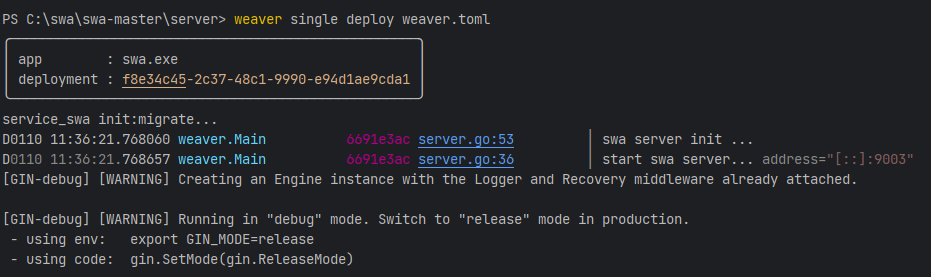 PS C:\swa\swa-master\server> weaver single deploy weaver.toml
app        : swa.exe
deployment : f8e34c45-2c37-48c1-9990-e94d1ae9cda1
service_swa init:migrate...
D0110 11:36:21.768060 weaver.Main          6691e3ac server.go:53         │ swa server init ...
D0110 11:36:21.768657 weaver.Main          6691e3ac server.go:36         │ start swa server... address="[::]:9003"
[GIN-debug] [WARNING] Creating an Engine instance with the Logger and Recovery middleware already attached.
[GIN-debug] [WARNING] Running in "debug" mode. Switch to "release" mode in production.
- using env:   export GIN_MODE=release
- using code:  gin.SetMode(gin.ReleaseMode)